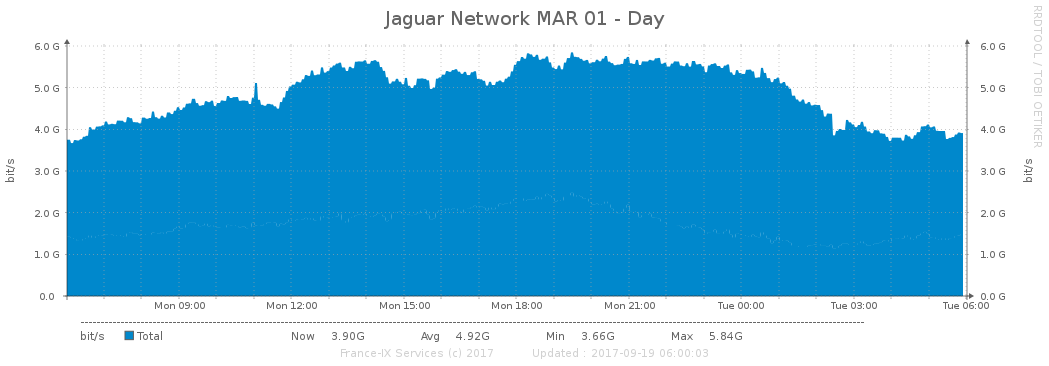 Jaguar Network MAR 01 - Day
RRDTOOL / TOBI OETIKER
bit/s
6.0 G
5.0 G
4.0 G
3.0 G
2.0 G
1.0 G
0.0
6.0 G
5.0 G
4.0 G
3.0 G
2.0 G
1.0 G
0.0 G
bit/s
Mon 09:00 Mon 12:00 Mon 15:00 Mon 18:00 Mon 21:00 Tue 00:00 Tue 03:00 Tue 06:00
bit/s Total Now 3.90G Avg 4.92G Min 3.66G Max 5.84G
France-IX Services (c) 2017 Updated : 2017-09-19 06:00:03